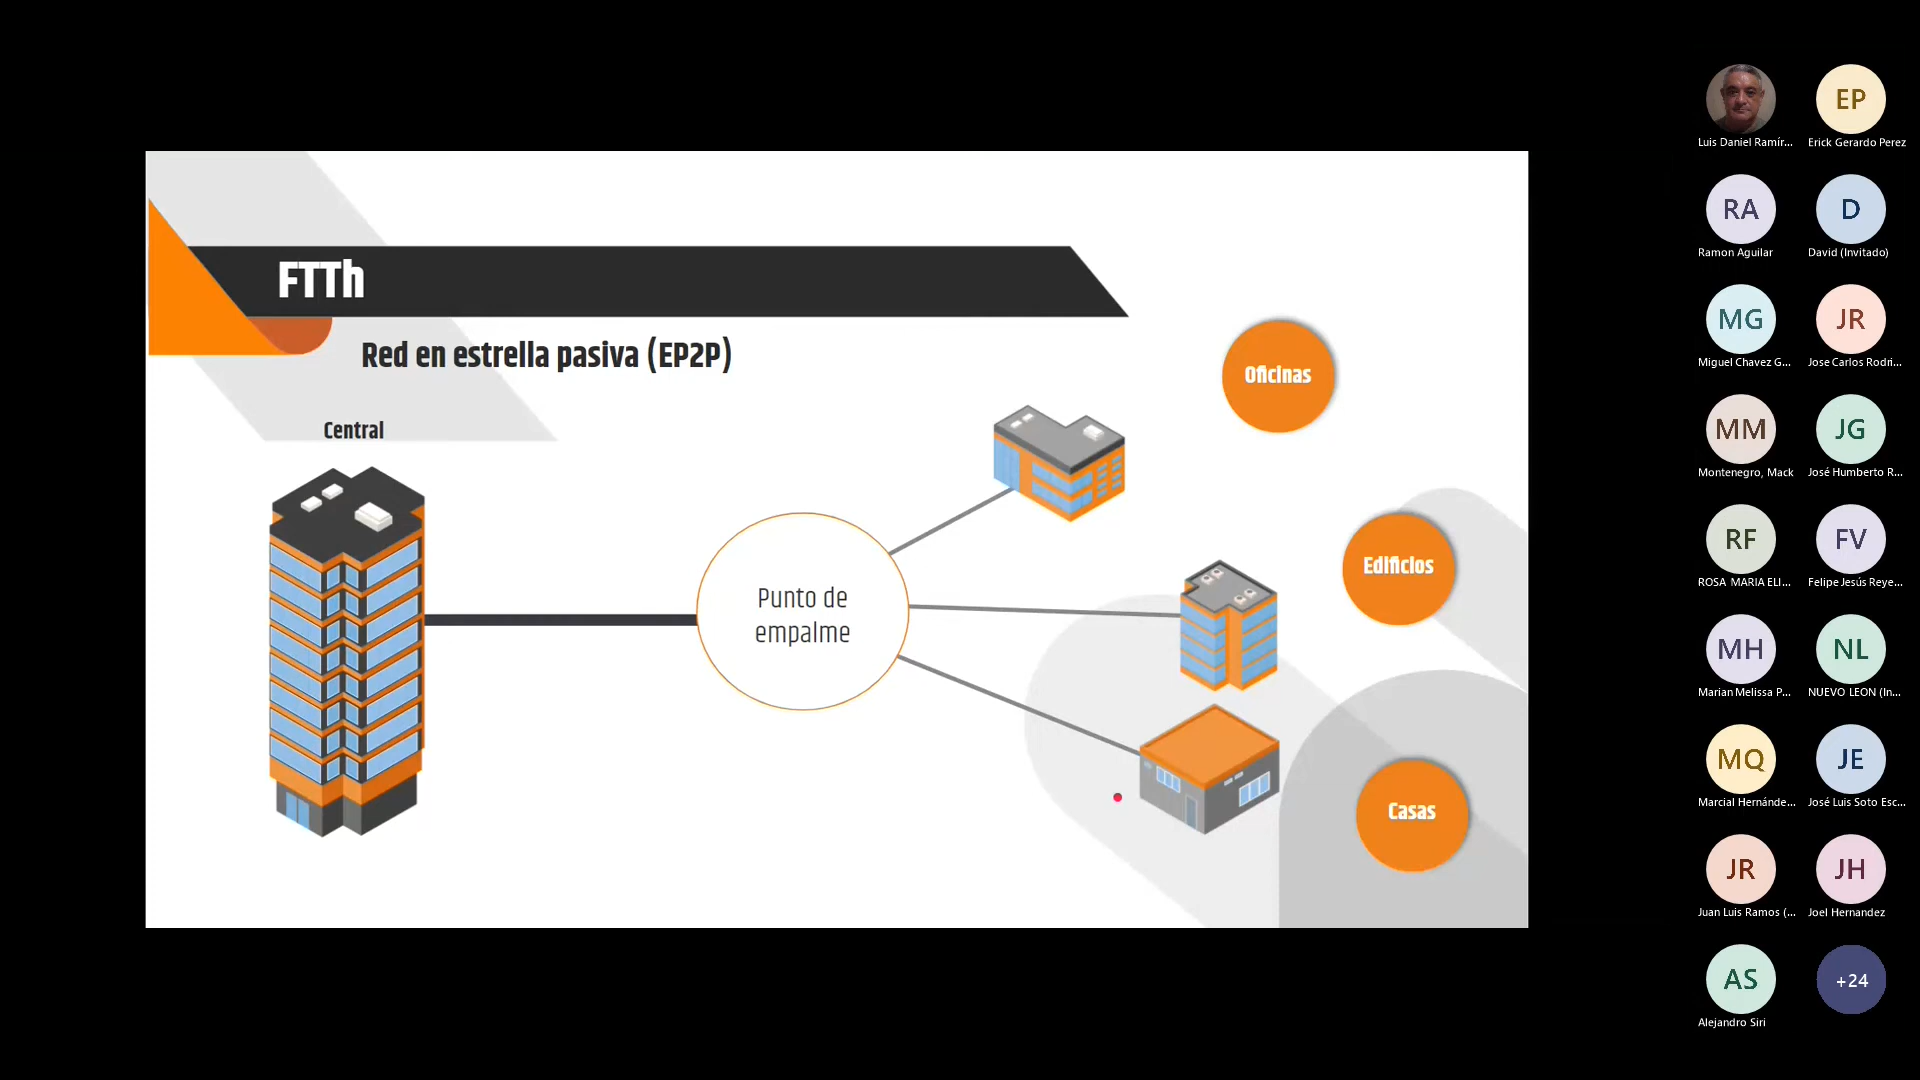 FTTh
Red en estrella pasiva (EP2P)
Central
Punto de
empalme
Oficinas
Edificios
Casas
Luis Daniel Ramír...
EP
Erick Gerardo Perez
RA
Ramon Aguilar
D
David (Invitado)
MG
Miguel Chavez G...
JR
Jose Carlos Rodri...
MM
Montenegro, Mack
JG
José Humberto R...
RF
ROSA MARIA ELI...
FV
Felipe Jesús Reye...
MH
Marian Melissa P...
NL
NUEVO LEON (In...
MQ
Marcial Hernánde...
JE
José Luis Soto Esc...
JR
Juan Luis Ramos (...
JH
Joel Hernandez
AS
Alejandro Siri
+24